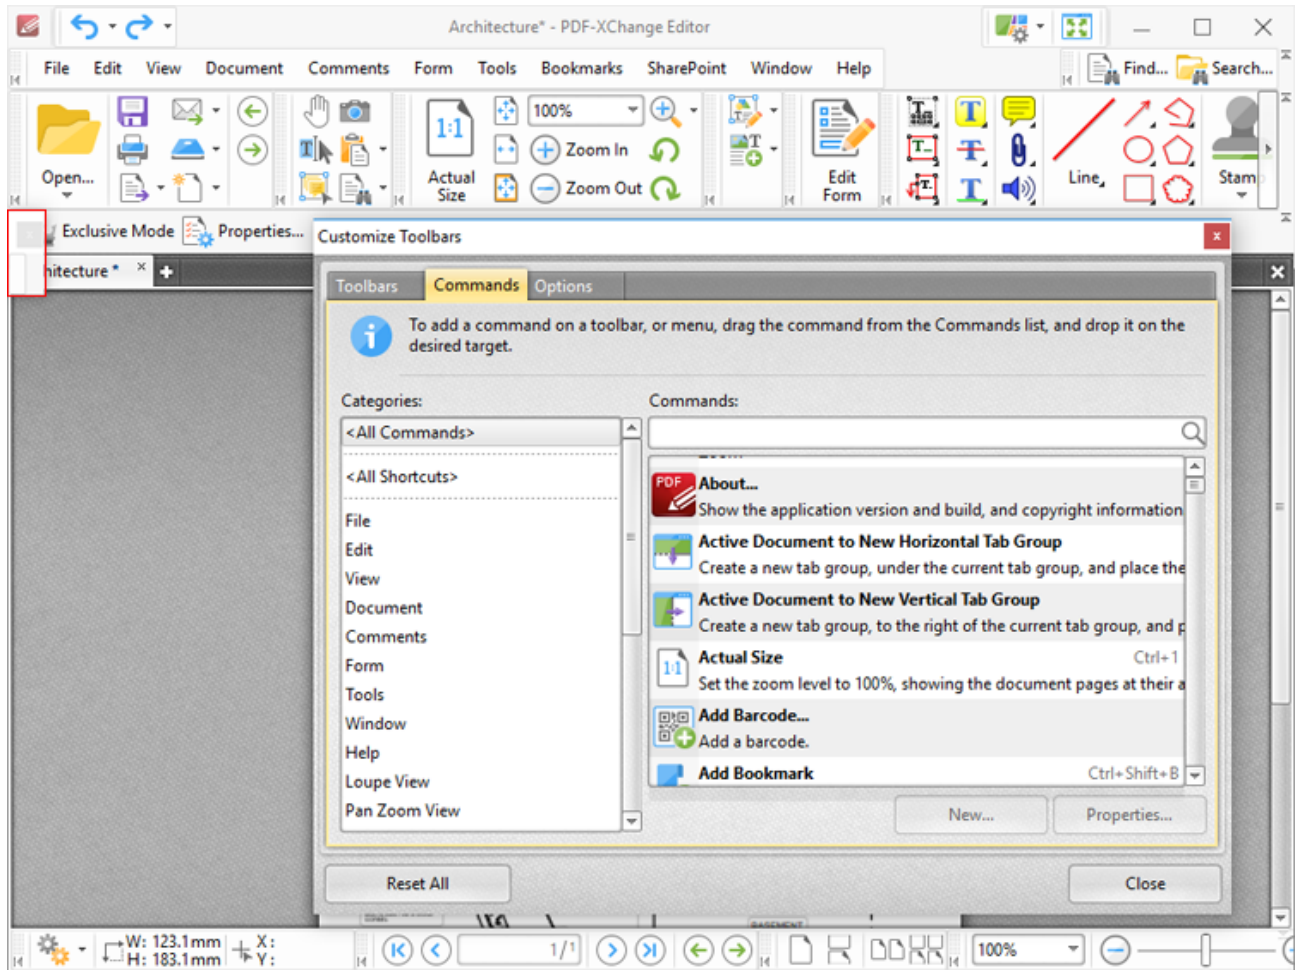 Architecture* - PDF-XChange Editor
File Edit View Document Comments Form Tools Bookmarks SharePoint Window Help Find... Search...
100%
1:1
Zoom In
Open... Actual Size Zoom Out Edit Form Line Stamp
Exclusive Mode Properties...
Customize Toolbars
hitecture *
Toolbars Commands Options
To add a command on a toolbar, or menu, drag the command from the Commands list, and drop it on the
desired target.
Categories: Commands:
<All Commands>
<All Shortcuts>
File
Edit
View
Document
Comments
Form
Tools
Window
Help
Loupe View
Pan Zoom View
PDF
About...
Show the application version and build, and copyright information
Active Document to New Horizontal Tab Group
Create a new tab group, under the current tab group, and place the
Active Document to New Vertical Tab Group
Create a new tab group, to the right of the current tab group, and p
1:1
Actual Size Ctrl+1
Set the zoom level to 100%, showing the document pages at their a
Add Barcode...
Add a barcode.
Add Bookmark Ctrl+Shift+B
New... Properties...
Reset All Close
BASEMENT
W: 123.1mm X:
H: 183.1mm Y:
1/1
100%